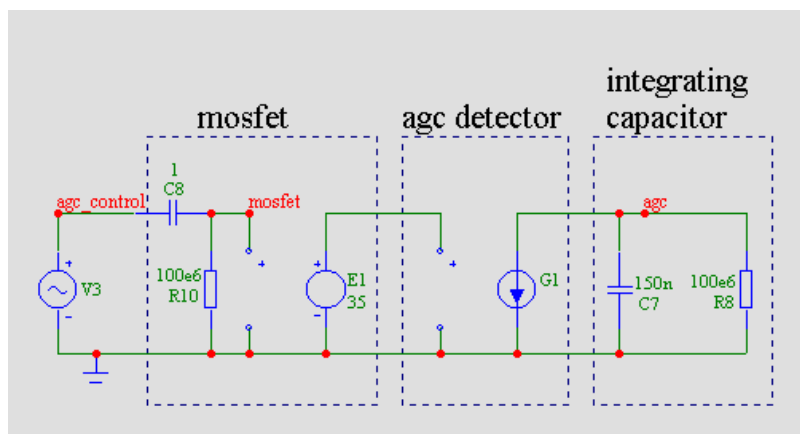 integrating
mosfet agc detector capacitor
1
agc_control C8 mosfet agc
+ 100e6 + + E1 + G1 150n 100e6
V3 R10 35 C7 R8
- - -